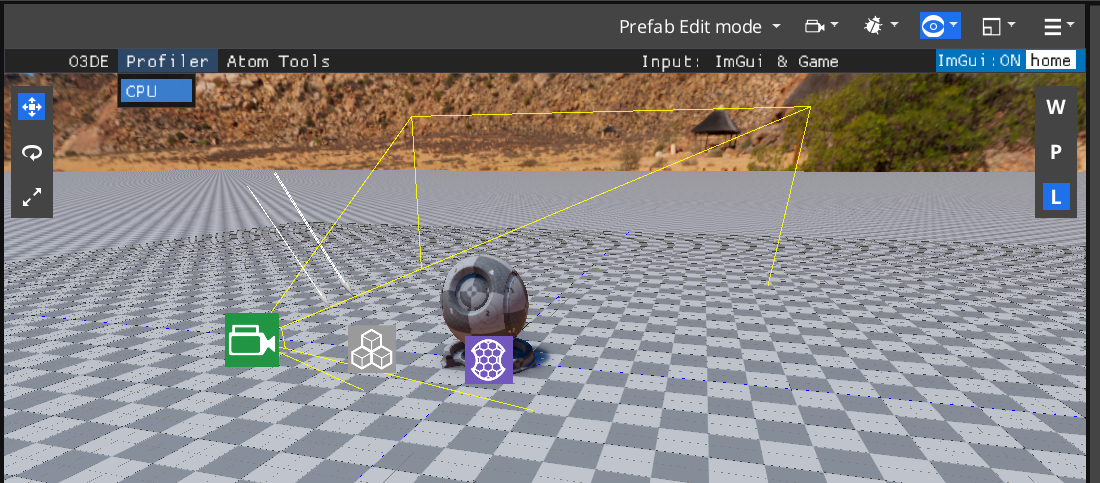 Prefab Edit mode
O3DE Profiler Atom Tools Input: ImGui & Game ImGui:ON home
CPU
W
P
L